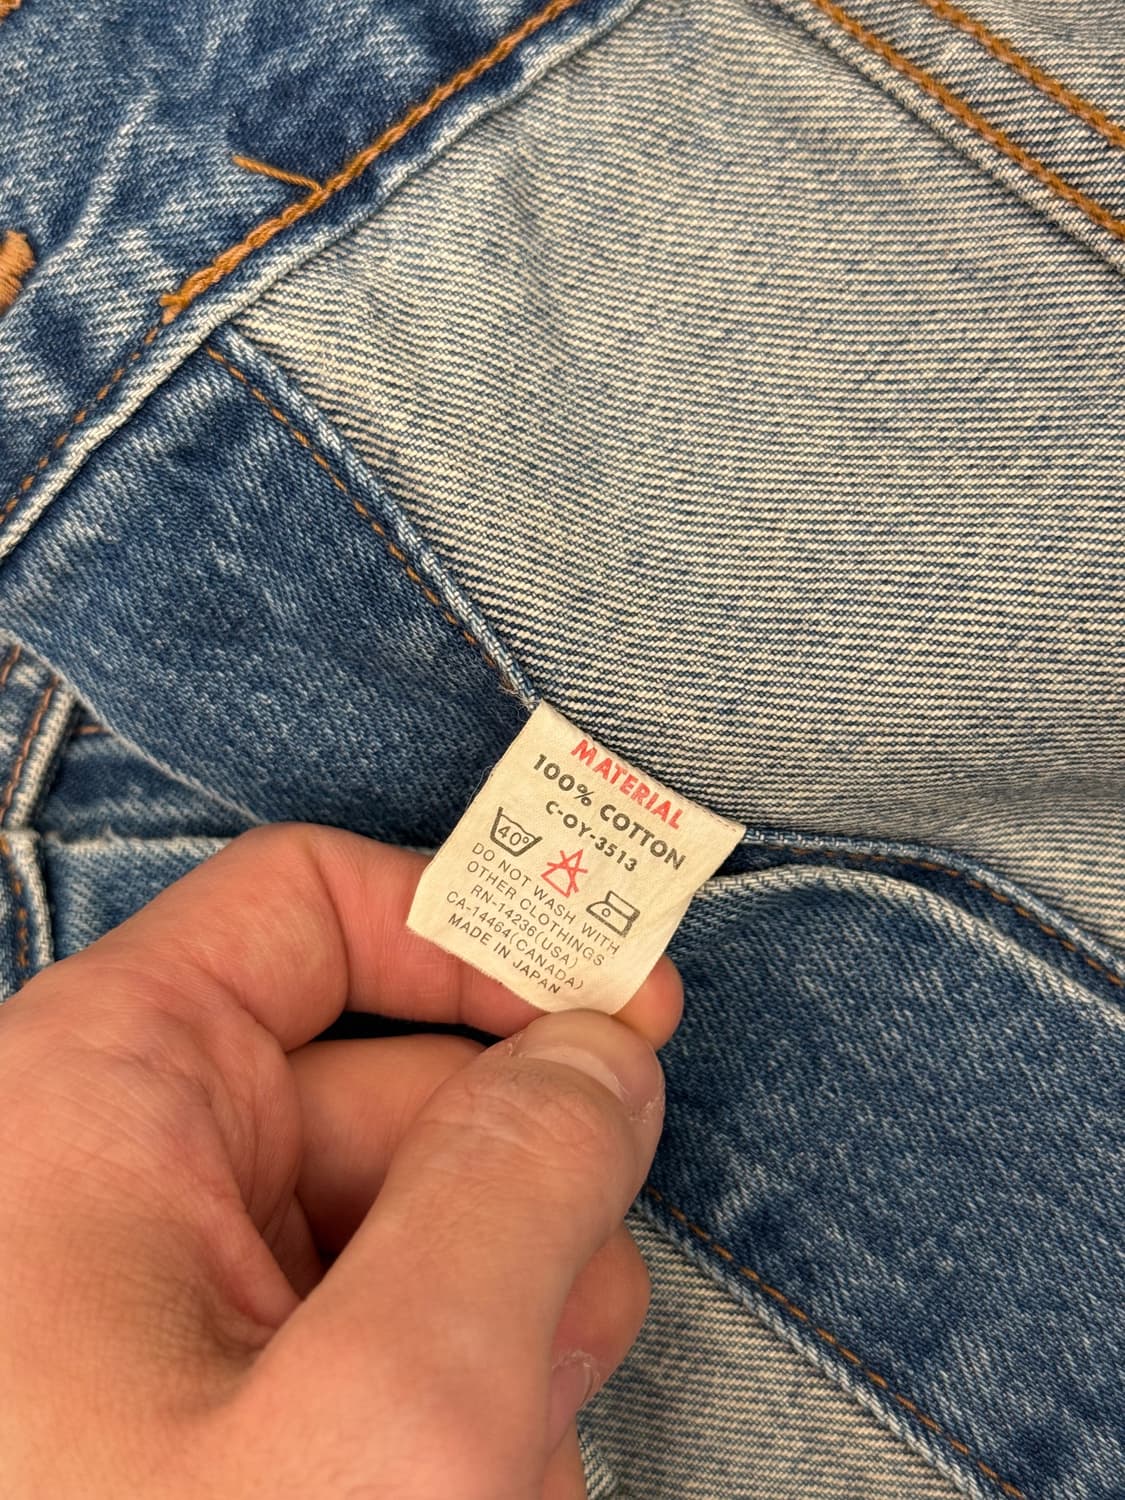 MATERIAL
100% COTTON
C-OY-3513
40°
DO NOT WASH WITH
OTHER CLOTHINGS
RN-14236(USA)
CA-14464(CANADA)
MADE IN JAPAN